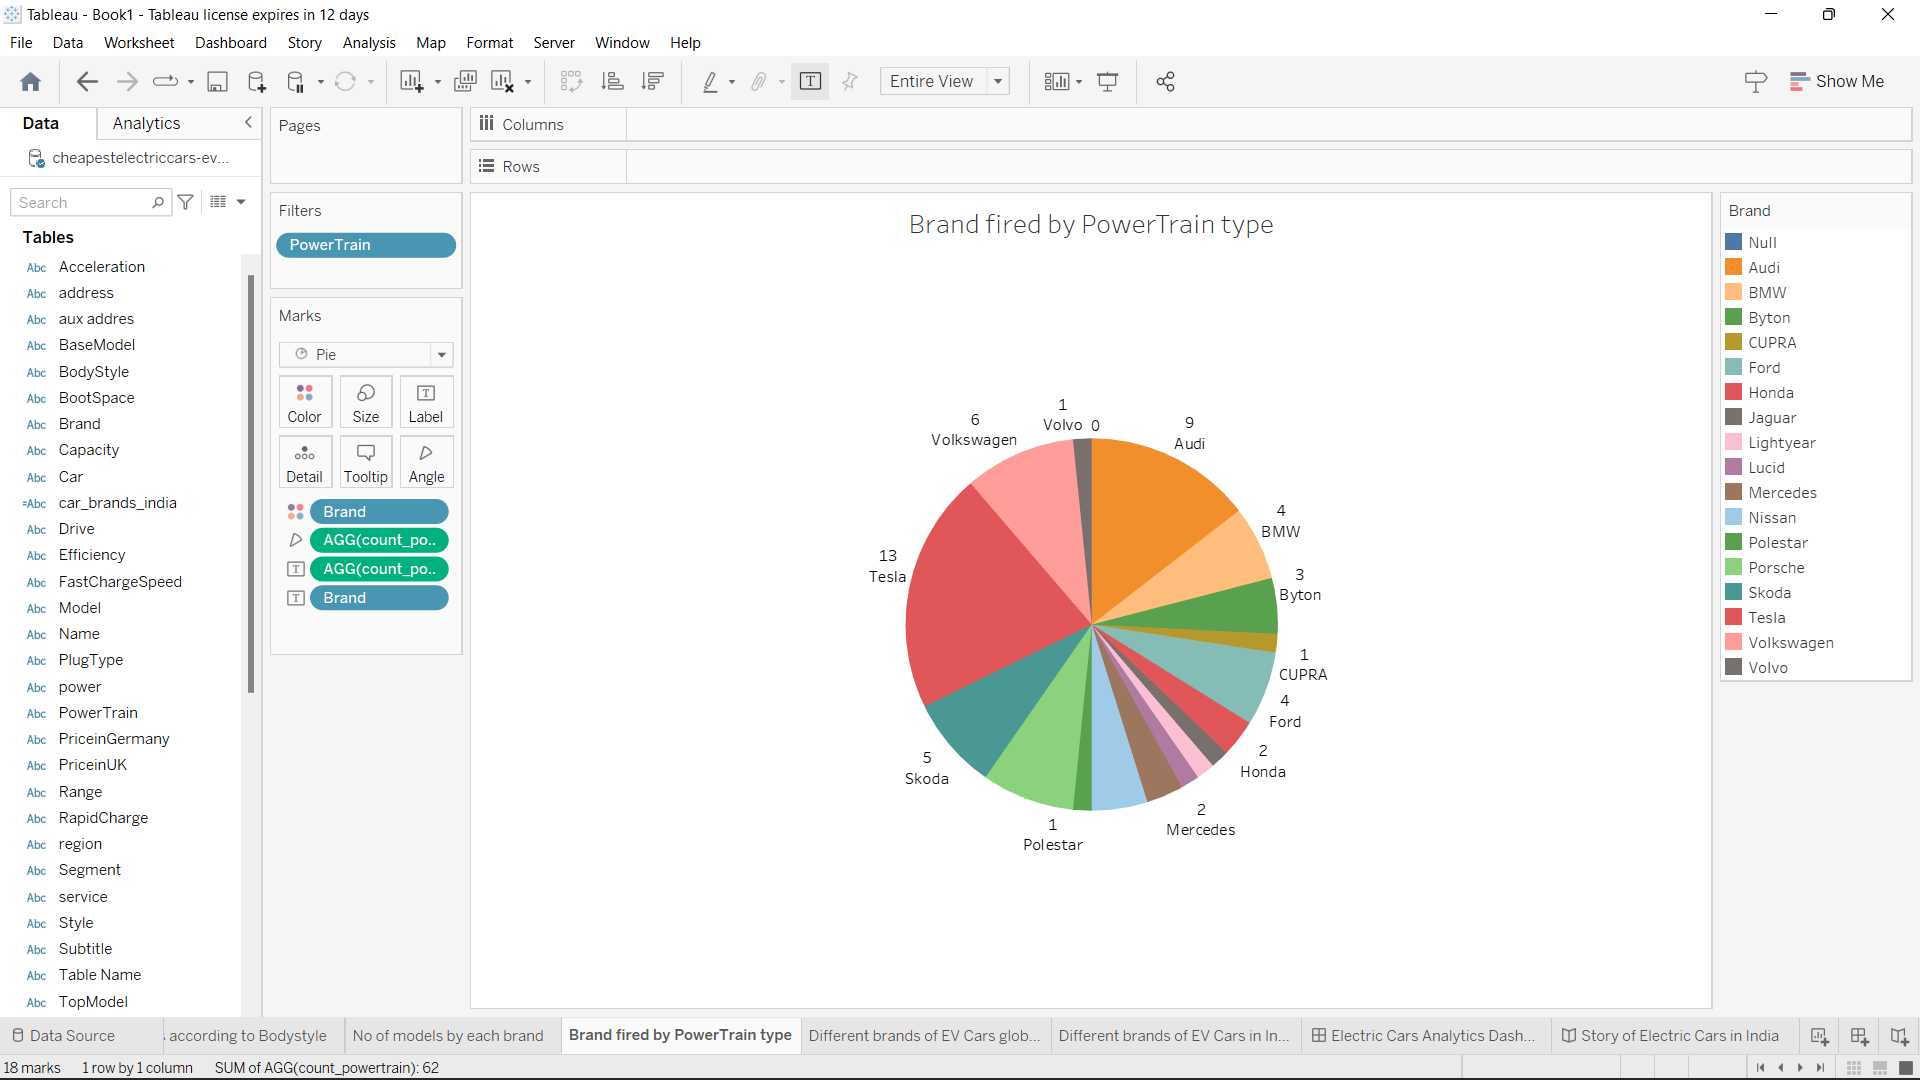 Tableau - Book1 - Tableau license expires in 12 days
File Data Worksheet Dashboard Story Analysis Map Format Server Window Help
Entire View
Show Me
Data Analytics
cheapestelectriccars-ev...
Search
Tables
Abc Acceleration
Abc address
Abc aux addres
Abc BaseModel
Abc BodyStyle
Abc BootSpace
Abc Brand
Abc Capacity
Abc Car
=Abc car_brands_india
Abc Drive
Abc Efficiency
Abc FastChargeSpeed
Abc Model
Abc Name
Abc PlugType
Abc power
Abc PowerTrain
Abc PriceinGermany
Abc PriceinUK
Abc Range
Abc RapidCharge
Abc region
Abc Segment
Abc service
Abc Style
Abc Subtitle
Abc Table Name
Abc TopModel
Pages
Filters
PowerTrain
Marks
Pie
Color Size Label
Detail Tooltip Angle
Brand
AGG(count_po..
AGG(count_po..
Brand
Columns
Rows
Brand fired by PowerTrain type
0
9
Audi
4
BMW
3
Byton
1
CUPRA
4
Ford
2
Honda
2
Mercedes
1
Polestar
5
Skoda
13
Tesla
6
Volkswagen
1
Volvo
Brand
Null
Audi
BMW
Byton
CUPRA
Ford
Honda
Jaguar
Lightyear
Lucid
Mercedes
Nissan
Polestar
Porsche
Skoda
Tesla
Volkswagen
Volvo
Data Source according to Bodystyle No of models by each brand Brand fired by PowerTrain type Different brands of EV Cars glob... Different brands of EV Cars in In... Electric Cars Analytics Dash... Story of Electric Cars in India
18 marks 1 row by 1 column SUM of AGG(count_powertrain): 62